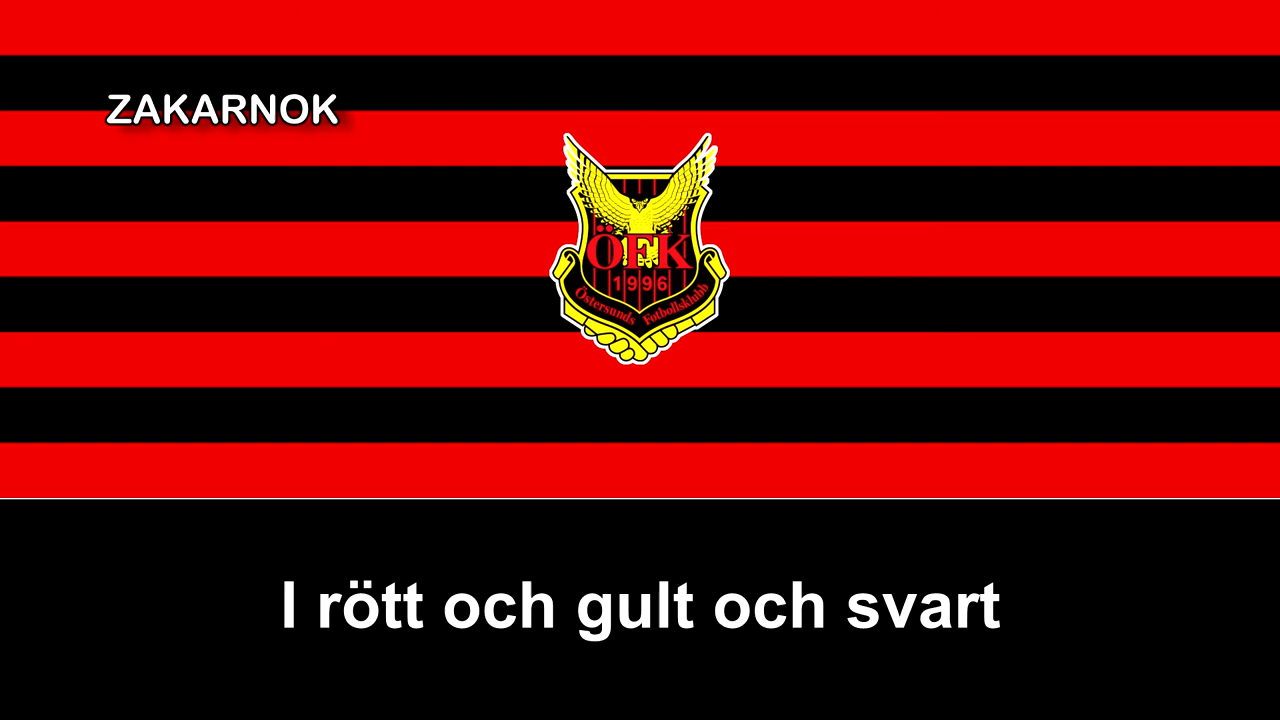 ZAKARNOK
ÖFK
1996
Östersunds Fotbollsklubb
I rött och gult och svart